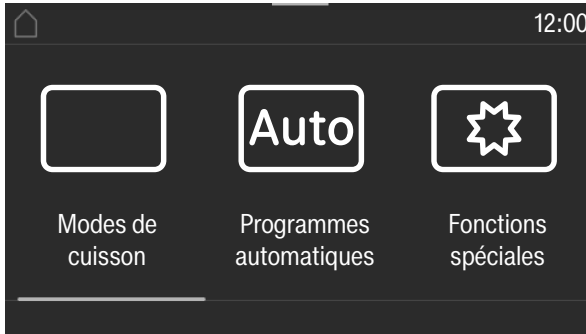 12:00
Auto
Modes de
cuisson
Programmes
automatiques
Fonctions
spéciales